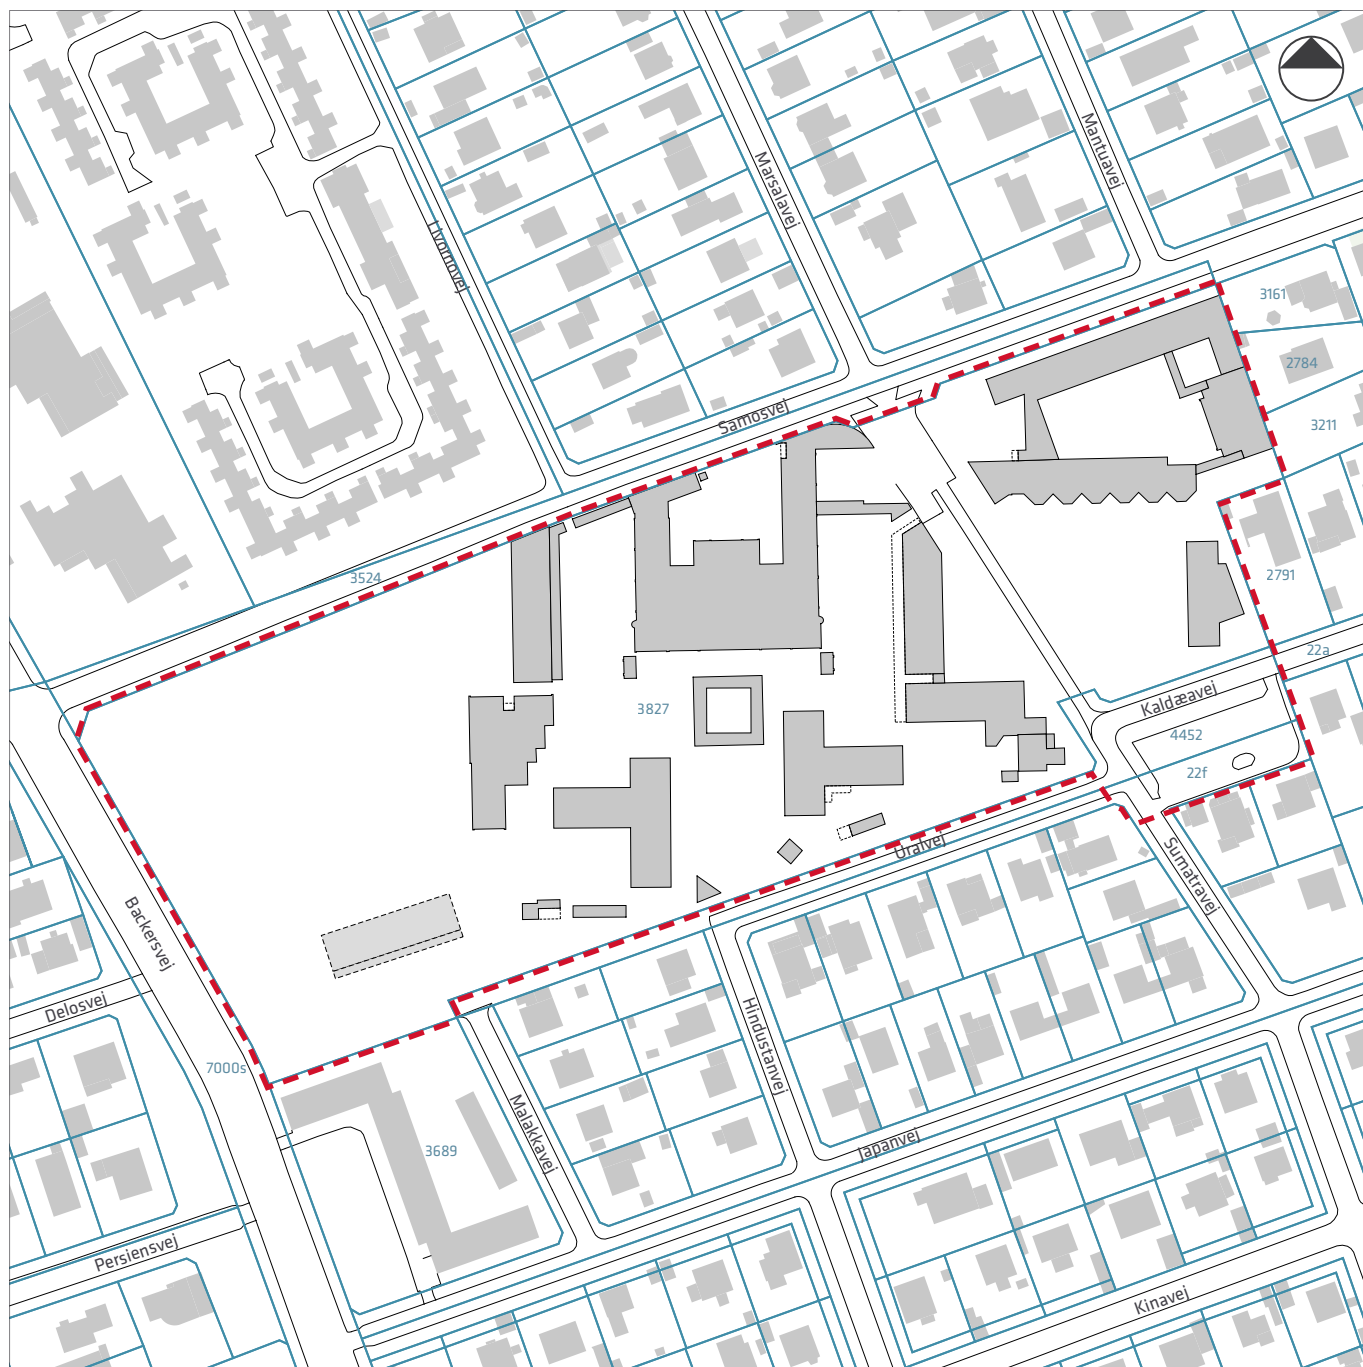 Mantuavej
Marsalavej
Livornovej
3161
2784
Samosvej
3211
3524
2791
22a
Kaldæavej
3827
4452
22f
Uralvej
Sumatravej
Backersvej
Delosvej
Hindustanvej
7000s
Malakkavej
Japanvej
3689
Persiensvej
Kinavej